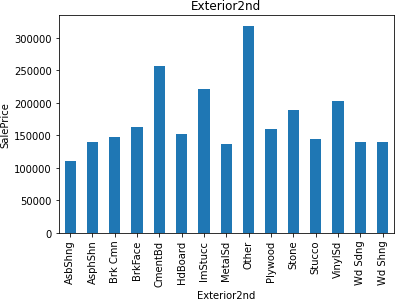 Exterior2nd
300000
250000
200000
150000
100000
50000
0
SalePrice
AsbShng
AsphShn
Brk Cmn
BrkFace
CmentBd
HdBoard
ImStucc
MetalSd
Other
Plywood
Stone
Stucco
VinylSd
Wd Sdng
Wd Shng
Exterior2nd